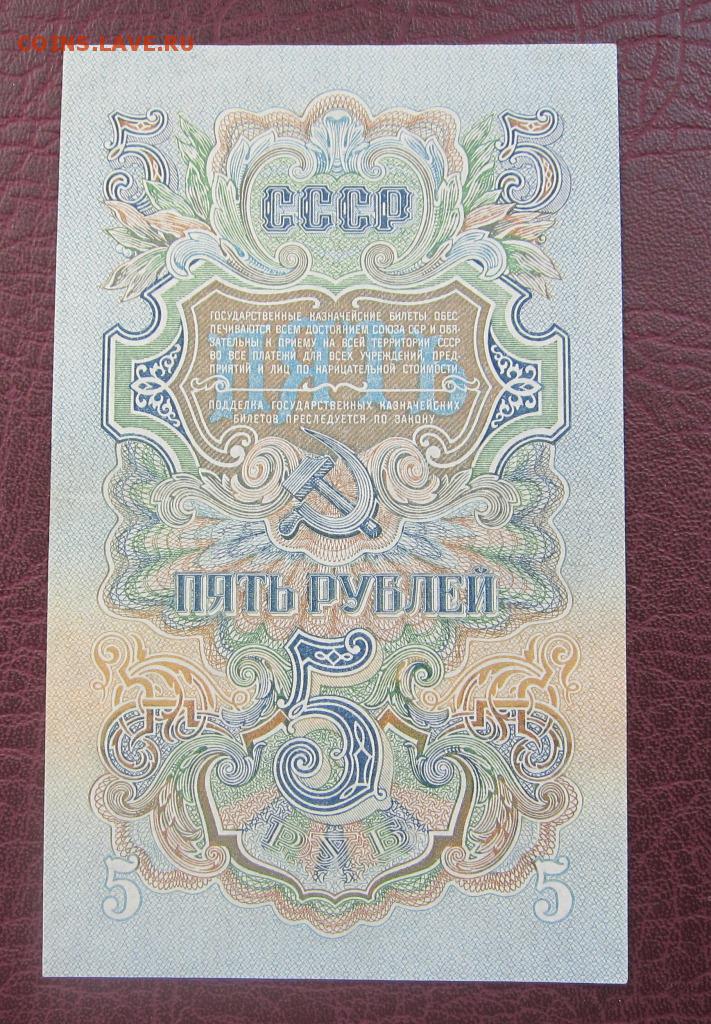 COINS.LAVE.RU
5 5
СССР
ГОСУДАРСТВЕННЫЕ КАЗНАЧЕЙСКИЕ БИЛЕТЫ ОБЕС-
ПЕЧИВАЮТСЯ ВСЕМ ДОСТОЯНИЕМ СОЮЗА ССР И ОБЯ-
ЗАТЕЛЬНЫ К ПРИЕМУ НА ВСЕЙ ТЕРРИТОРИИ СССР
ВО ВСЕ ПЛАТЕЖИ ДЛЯ ВСЕХ УЧРЕЖДЕНИЙ, ПРЕД-
ПРИЯТИЙ И ЛИЦ ПО НАРИЦАТЕЛЬНОЙ СТОИМОСТИ.
ПЯТЬ
ПОДДЕЛКА ГОСУДАРСТВЕННЫХ КАЗНАЧЕЙСКИХ
БИЛЕТОВ ПРЕСЛЕДУЕТСЯ ПО ЗАКОНУ
ПЯТЬ РУБЛЕЙ
5
РУБ
5 5